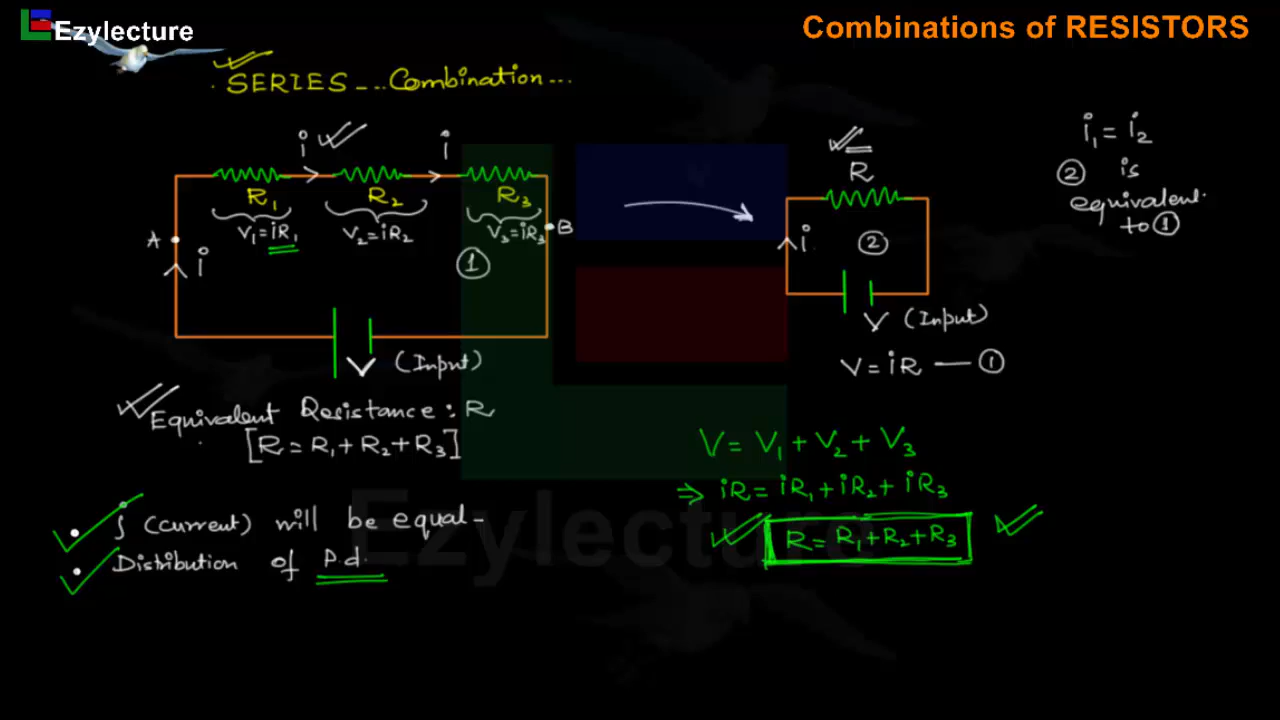 Ezylecture
Combinations of RESISTORS
SERIES _ ... Combination...
i
i
R₁
R₂
R₃
V₁=iR₁
V₂=iR₂
V₃=iR₃
A
B
i
①
V (Input)
R
i
②
V (Input)
V = iR — ①
i₁ = i₂
② is
equivalent
to ①
Equivalent Resistance : R
[R = R₁ + R₂ + R₃]
V = V₁ + V₂ + V₃
⇒ iR = iR₁ + iR₂ + iR₃
R = R₁ + R₂ + R₃
(current) will be equal -
Distribution of P.d.
Ezylecture